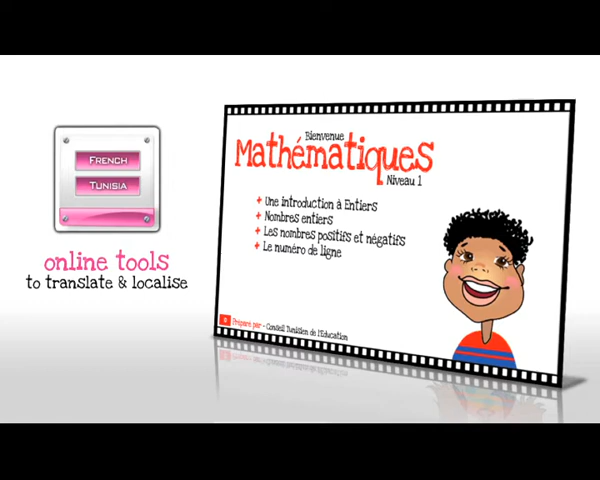 FRENCH
TUNISIA
online tools
to translate & localise
Bienvenue
Mathématiques
Niveau 1
+ Une introduction à Entiers
+ Nombres entiers
+ Les nombres positifs et négatifs
+ Le numéro de ligne
Prépare par - Conseil Tunisien de l'Education